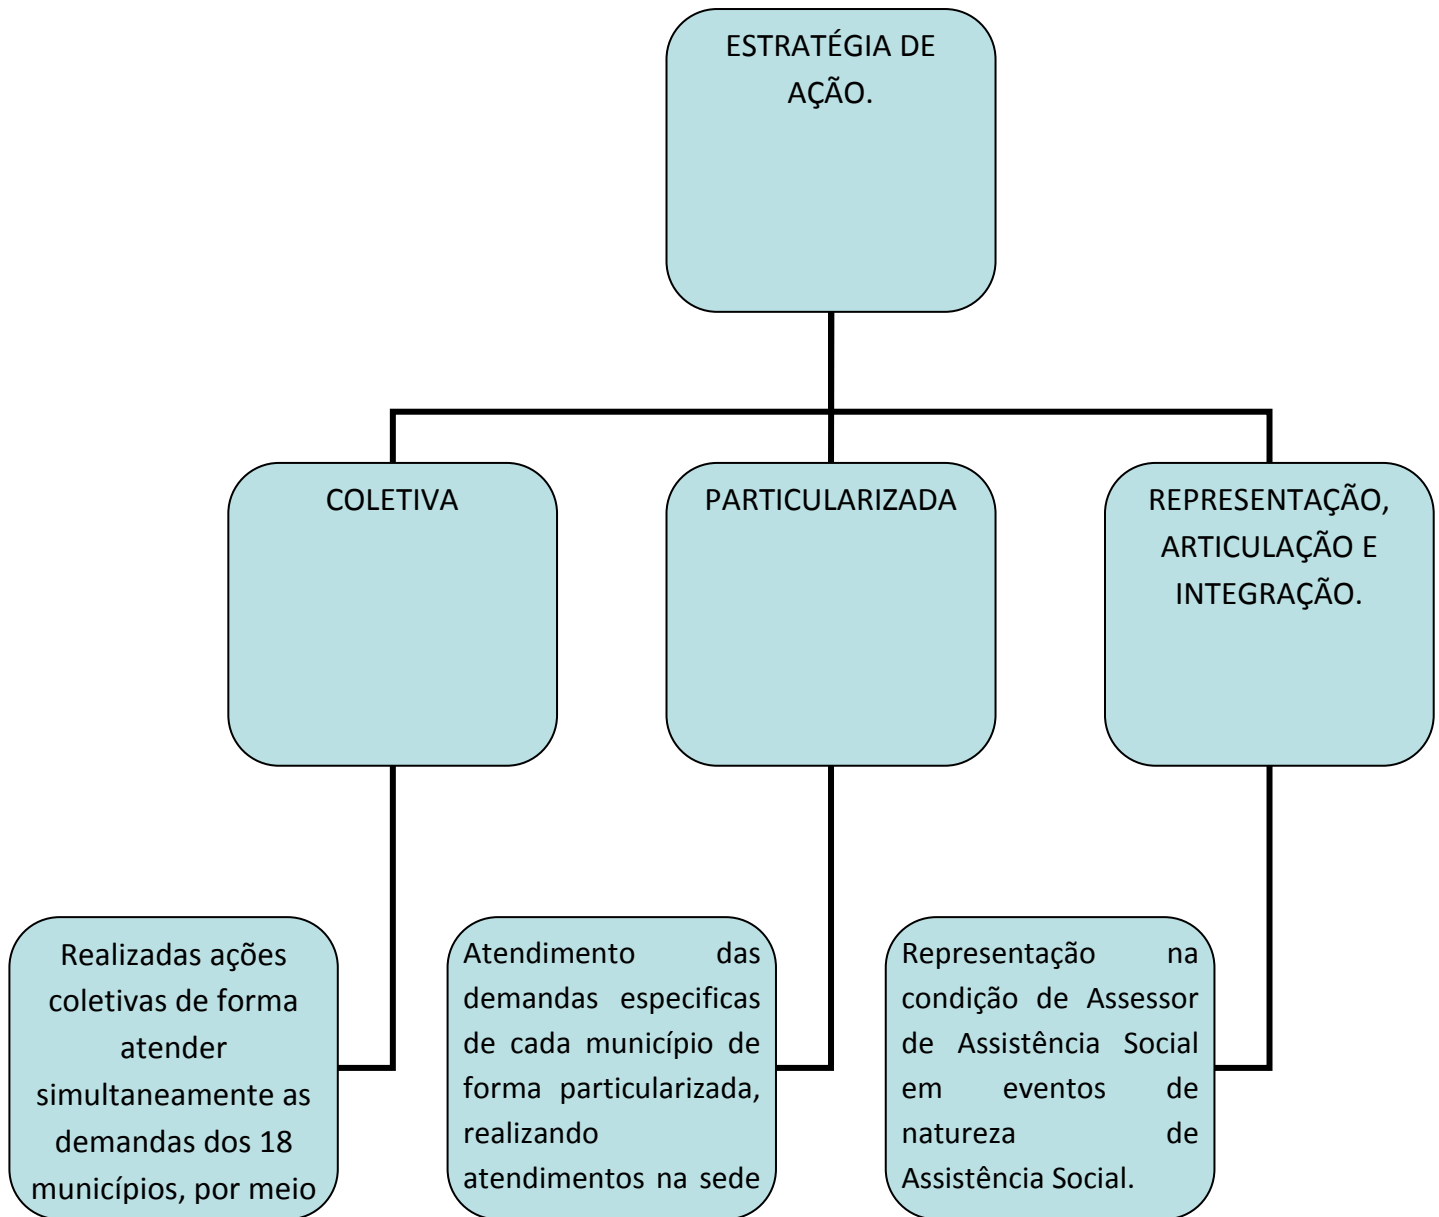 ESTRATÉGIA DE
AÇÃO.
COLETIVA
PARTICULARIZADA
REPRESENTAÇÃO,
ARTICULAÇÃO E
INTEGRAÇÃO.
Realizadas ações
coletivas de forma
atender
simultaneamente as
demandas dos 18
municípios, por meio
Atendimento das
demandas especificas
de cada município de
forma particularizada,
realizando
atendimentos na sede
Representação na
condição de Assessor
de Assistência Social
em eventos de
natureza de
Assistência Social.